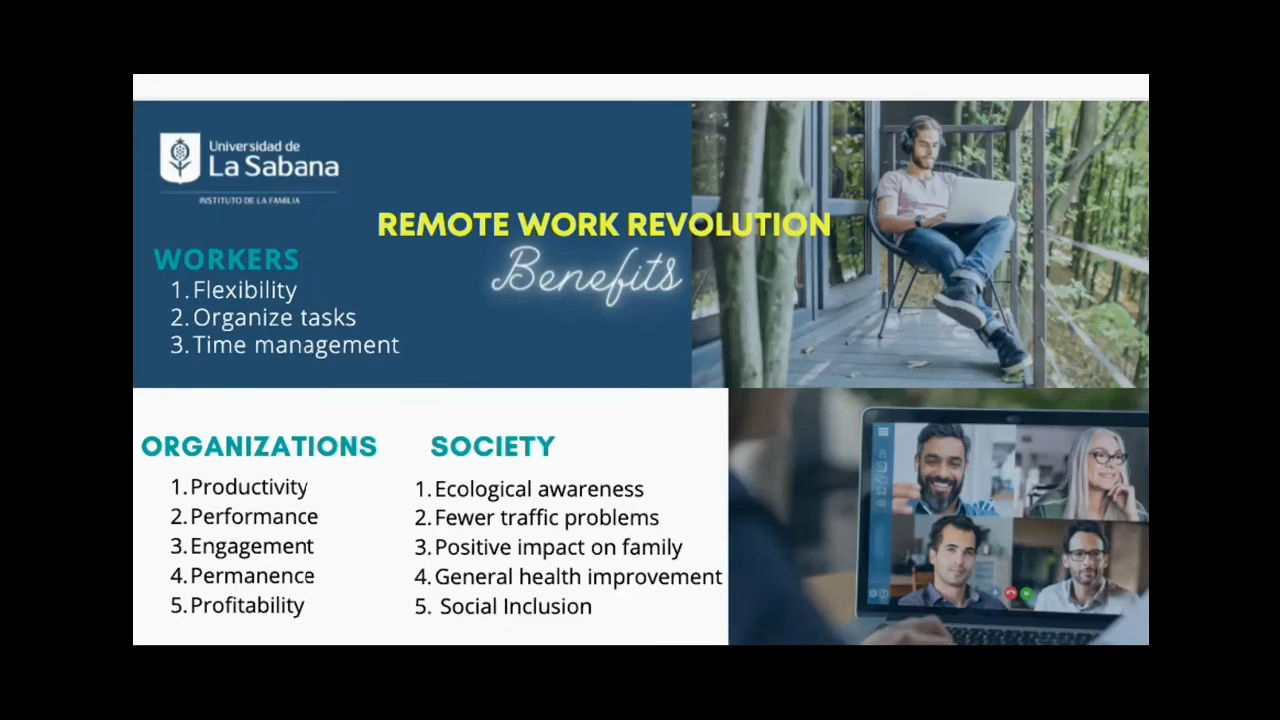 Universidad de
La Sabana
INSTITUTO DE LA FAMILIA
REMOTE WORK REVOLUTION
Benefits
WORKERS
1. Flexibility
2. Organize tasks
3. Time management
ORGANIZATIONS
1. Productivity
2. Performance
3. Engagement
4. Permanence
5. Profitability
SOCIETY
1. Ecological awareness
2. Fewer traffic problems
3. Positive impact on family
4. General health improvement
5. Social Inclusion